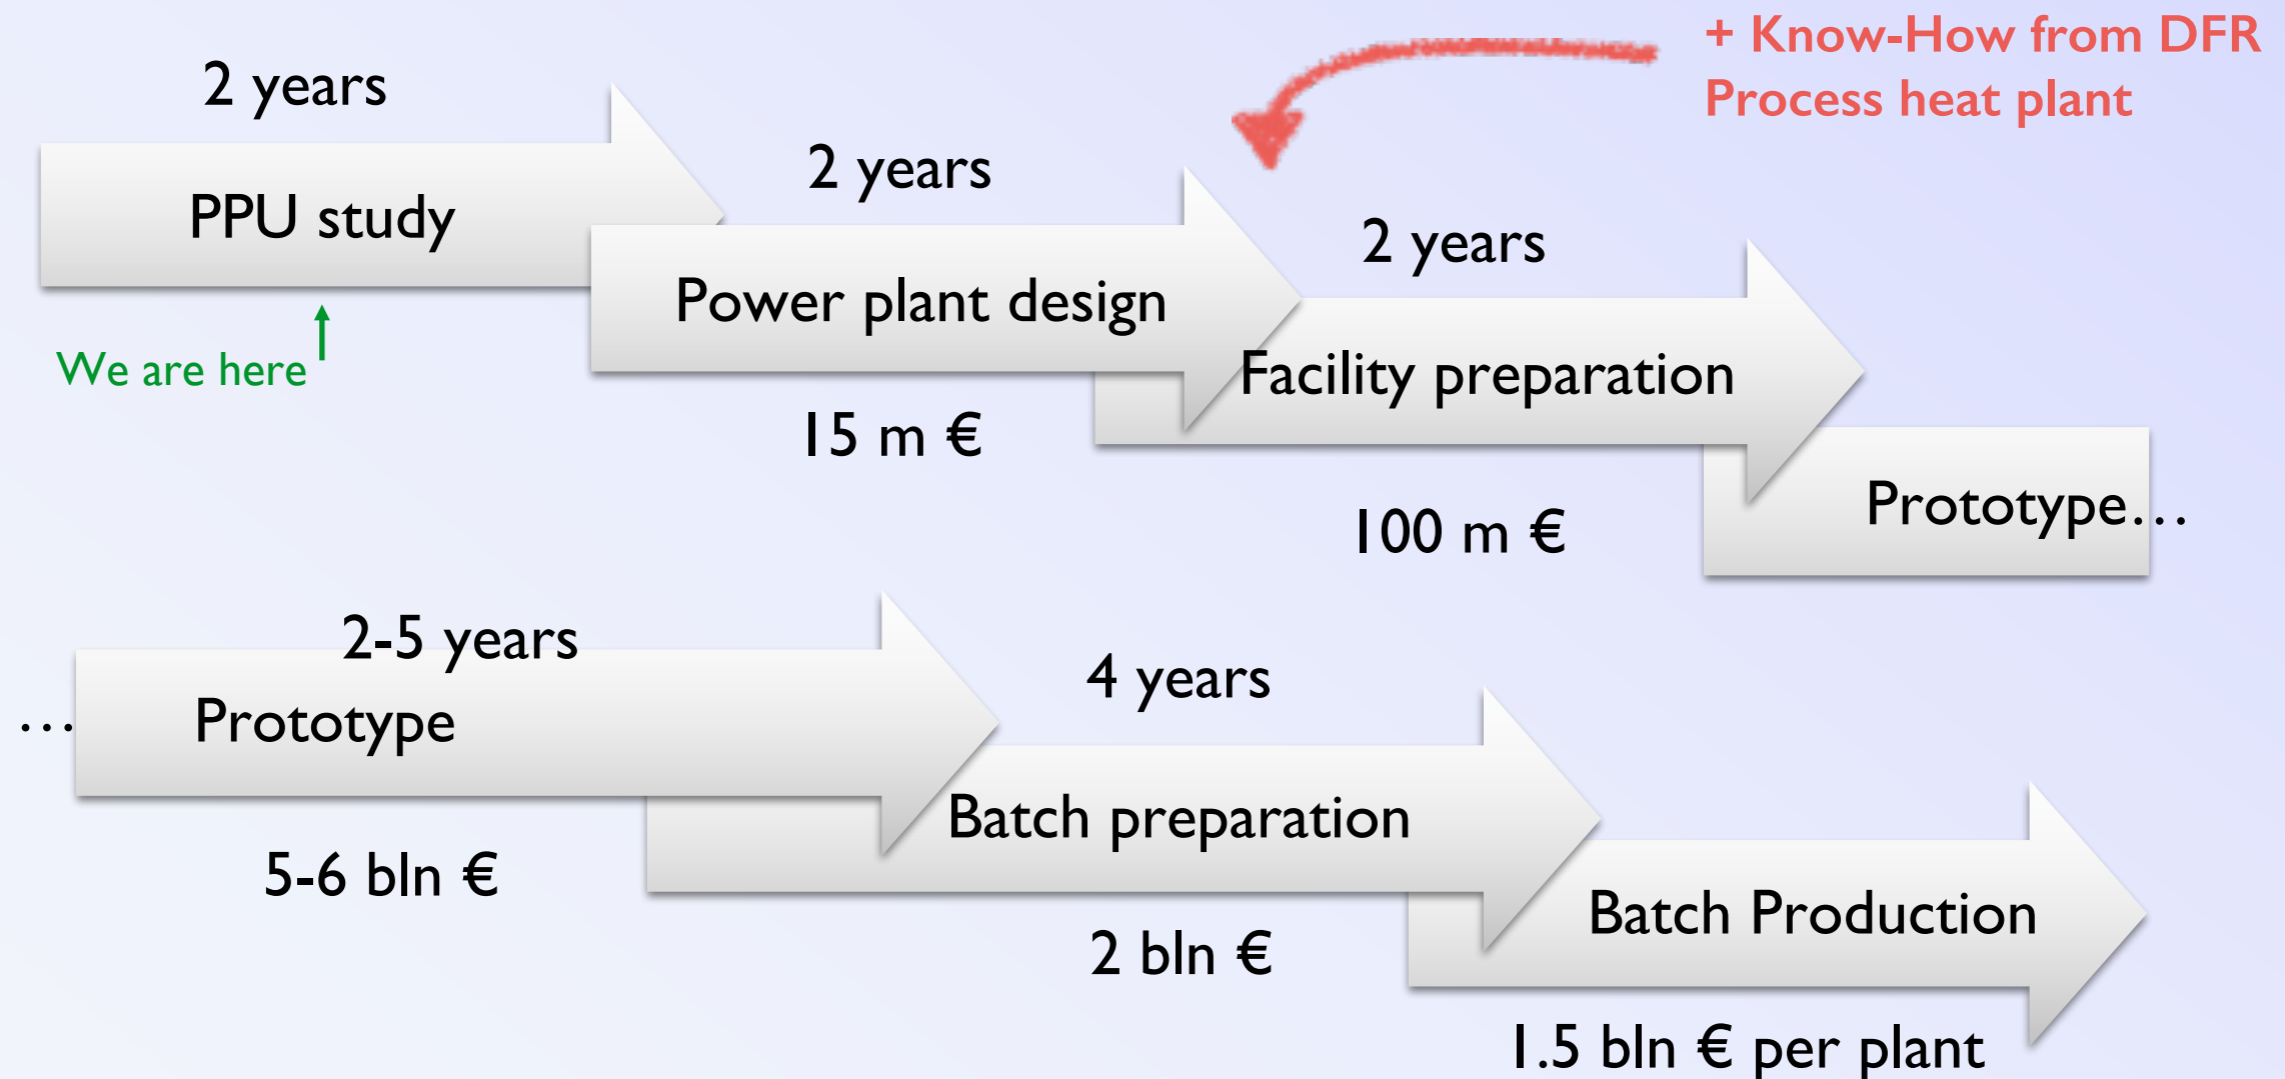 + Know-How from DFR
Process heat plant
2 years
PPU study
We are here
2 years
Power plant design
15 m €
2 years
Facility preparation
100 m €
Prototype…
2-5 years
… Prototype
5-6 bln €
4 years
Batch preparation
2 bln €
Batch Production
1.5 bln € per plant